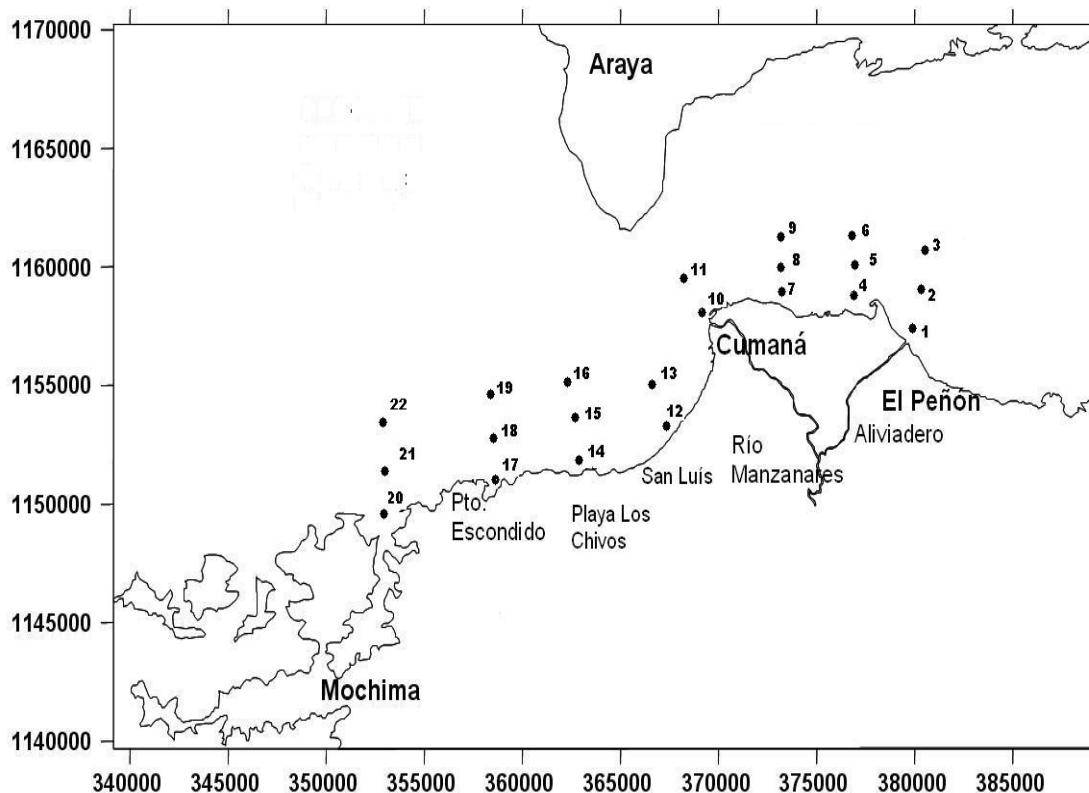 1170000
Araya
1165000
9
6
3
11
8
5
1160000
2
7
4
10
1
Cumaná
16
13
1155000
19
El Peñón
22
15
12
Aliviadero
18
Río
Manzanares
21
14
San Luís
17
20
Pto.
Escondido
Playa Los
Chivos
1150000
1145000
Mochima
1140000
340000 345000 350000 355000 360000 365000 370000 375000 380000 385000